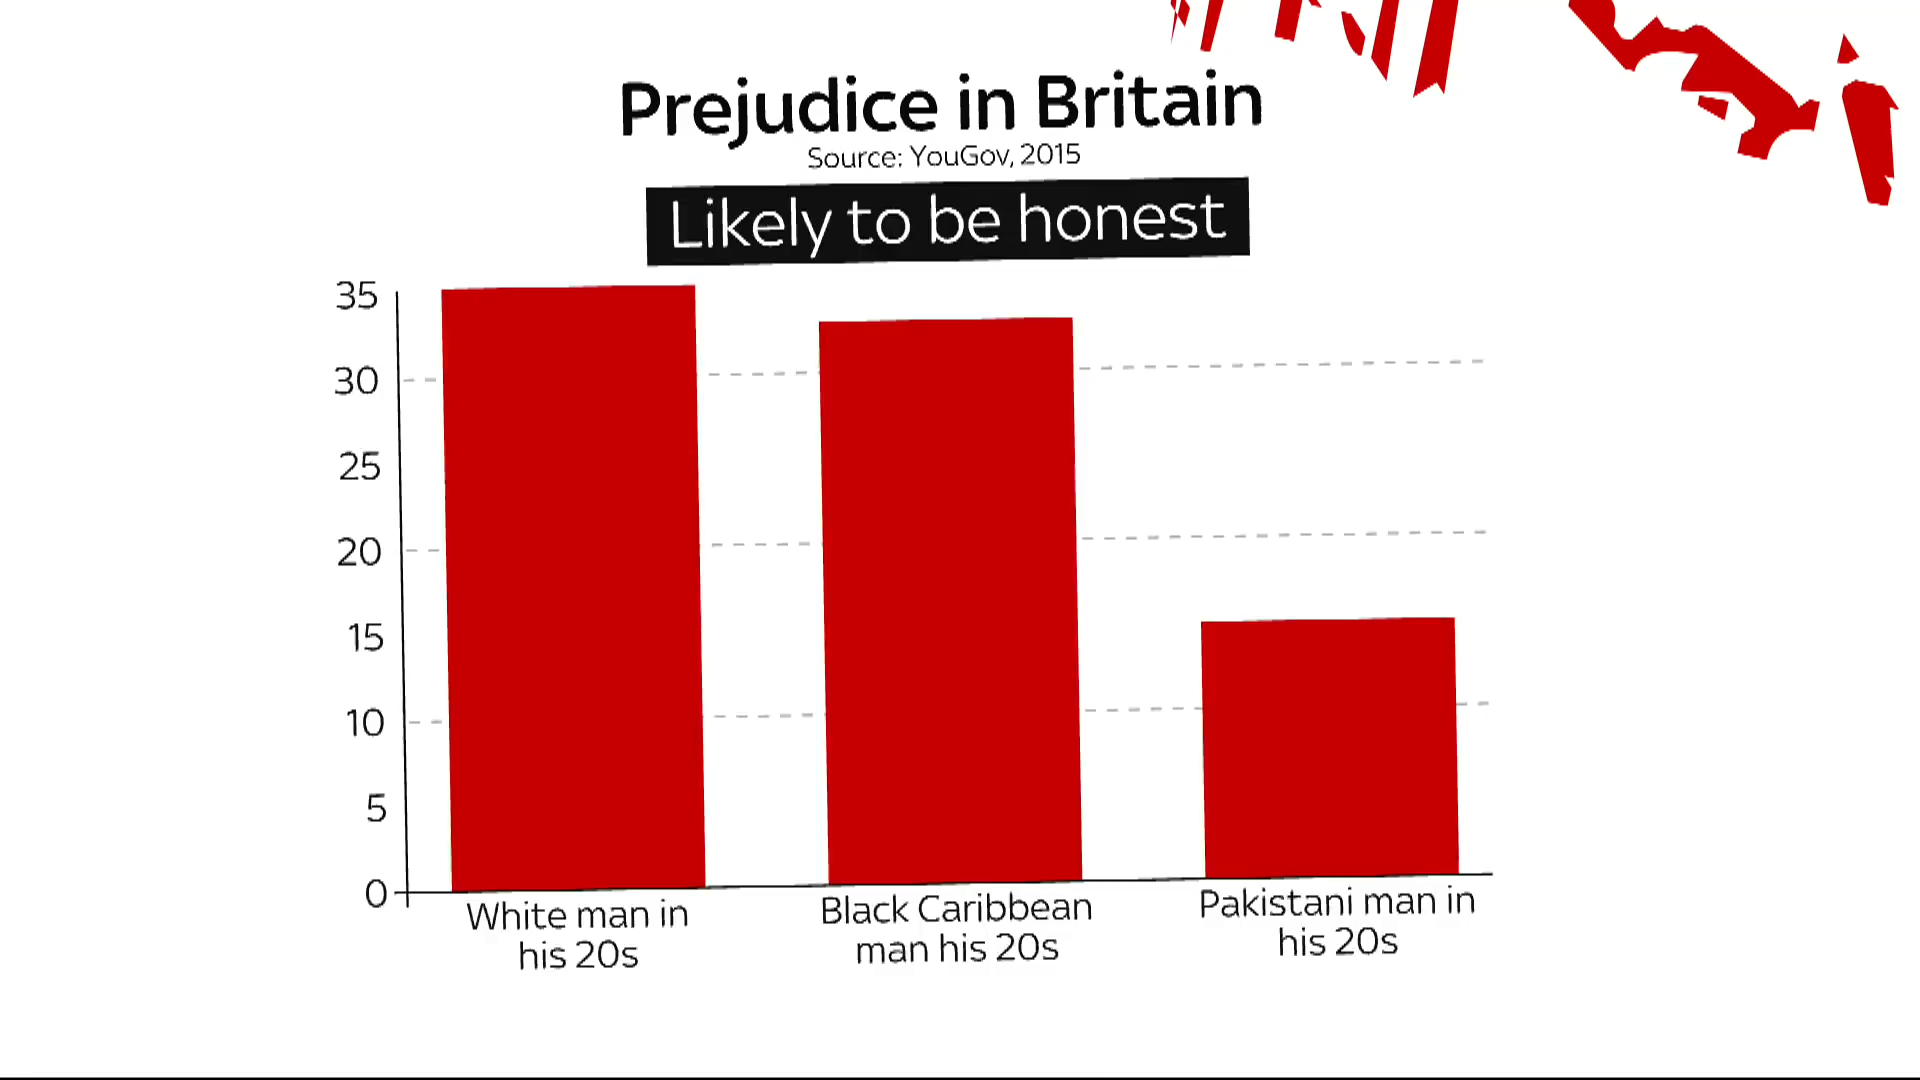 Prejudice in Britain
Source: YouGov, 2015
Likely to be honest
35
30
25
20
15
10
5
0
White man in
his 20s
Black Caribbean
man his 20s
Pakistani man in
his 20s